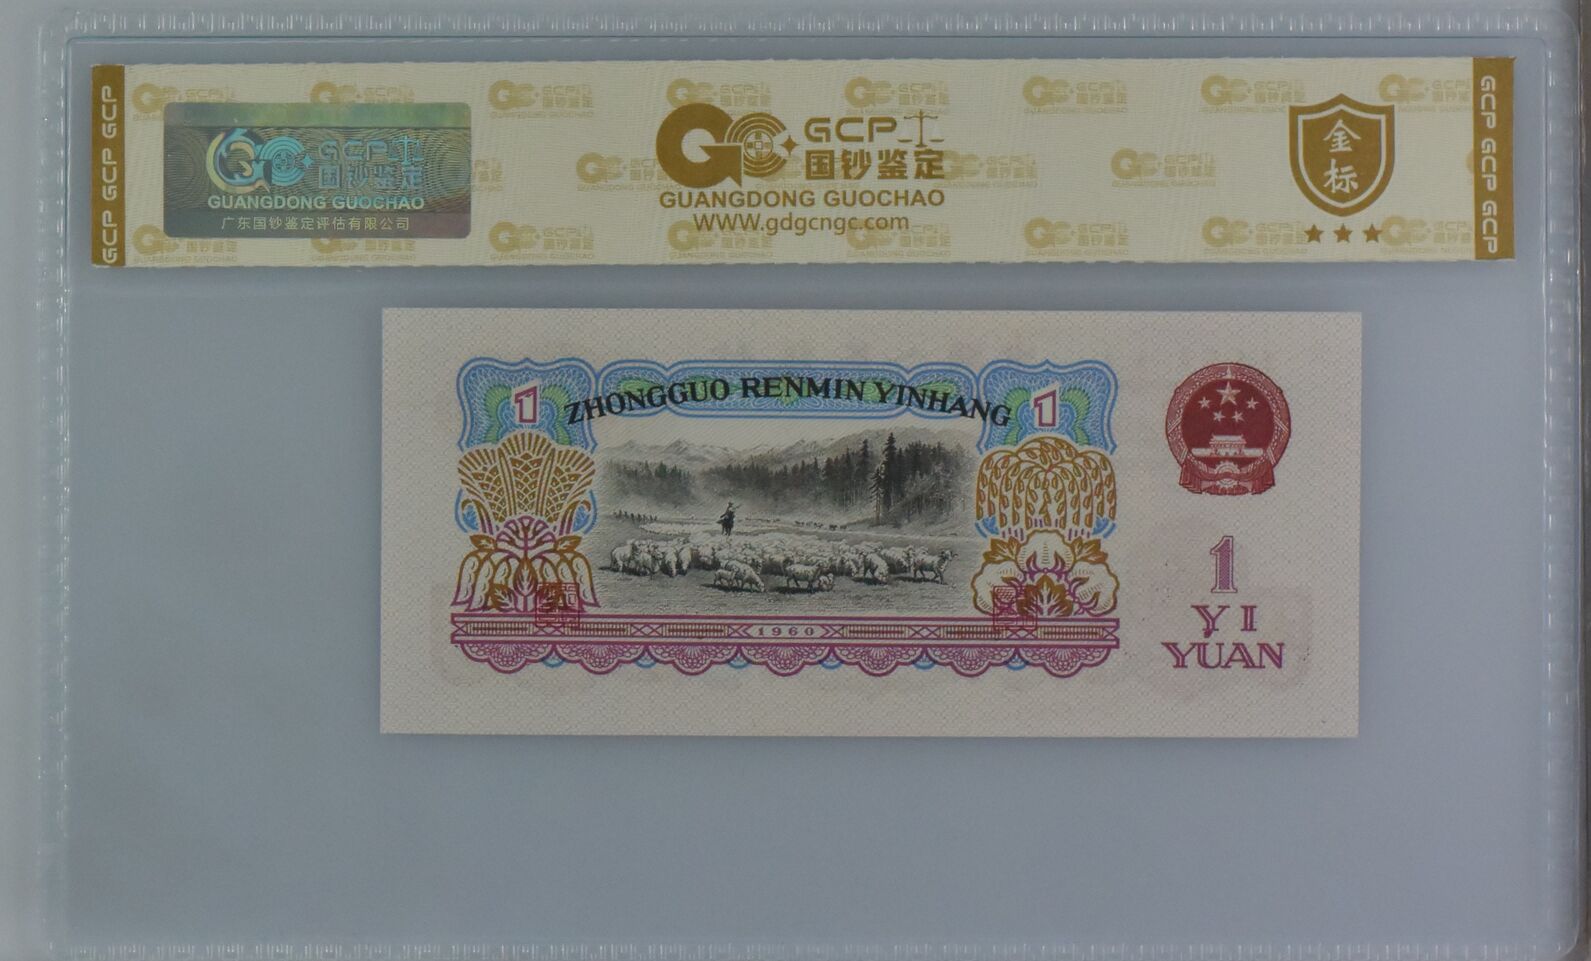 GCP GCP GCP
GCP
国钞鉴定
GUANGDONG GUOCHAO
广东国钞鉴定评估有限公司
GCP
国钞鉴定
GUANGDONG GUOCHAO
WWW.gdgcngc.com
金标
GCP GCP GCP
ZHONGGUO RENMIN YINHANG
1
1
1960
1
YI
YUAN